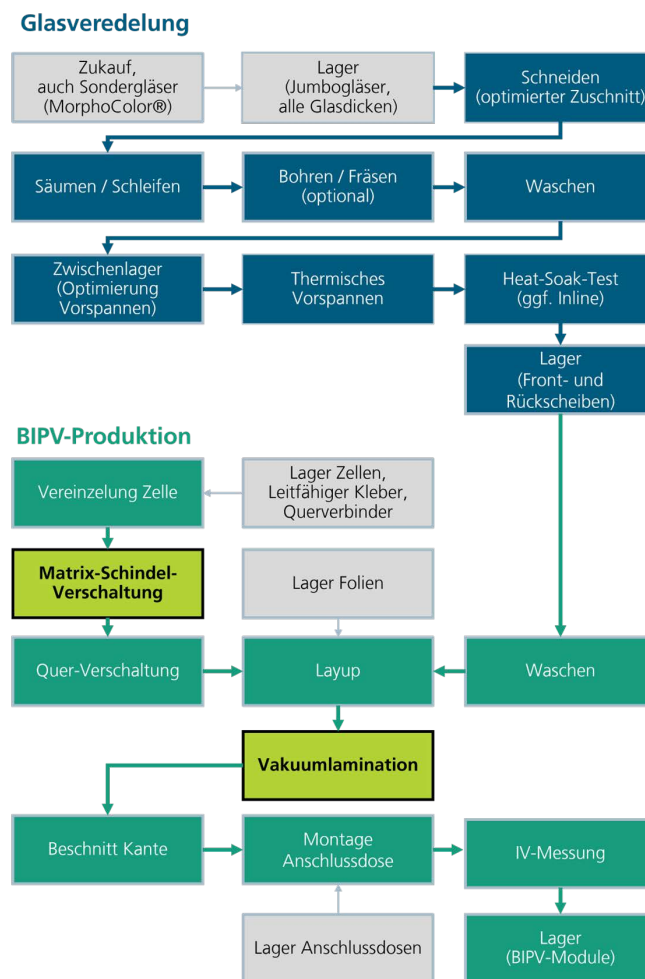 Glasveredelung
Zukauf,
auch Sondergläser
(MorphoColor®)
Lager
(Jumbogläser,
alle Glasdicken)
Schneiden
(optimierter Zuschnitt)
Säumen / Schleifen
Bohren / Fräsen
(optional)
Waschen
Zwischenlager
(Optimierung
Vorspannen)
Thermisches
Vorspannen
Heat-Soak-Test
(ggf. Inline)
Lager
(Front- und
Rückscheiben)
BIPV-Produktion
Vereinzelung Zelle
Lager Zellen,
Leitfähiger Kleber,
Querverbinder
Matrix-Schindel-
Verschaltung
Lager Folien
Quer-Verschaltung
Layup
Waschen
Vakuumlamination
Beschnitt Kante
Montage
Anschlussdose
IV-Messung
Lager Anschlussdosen
Lager
(BIPV-Module)